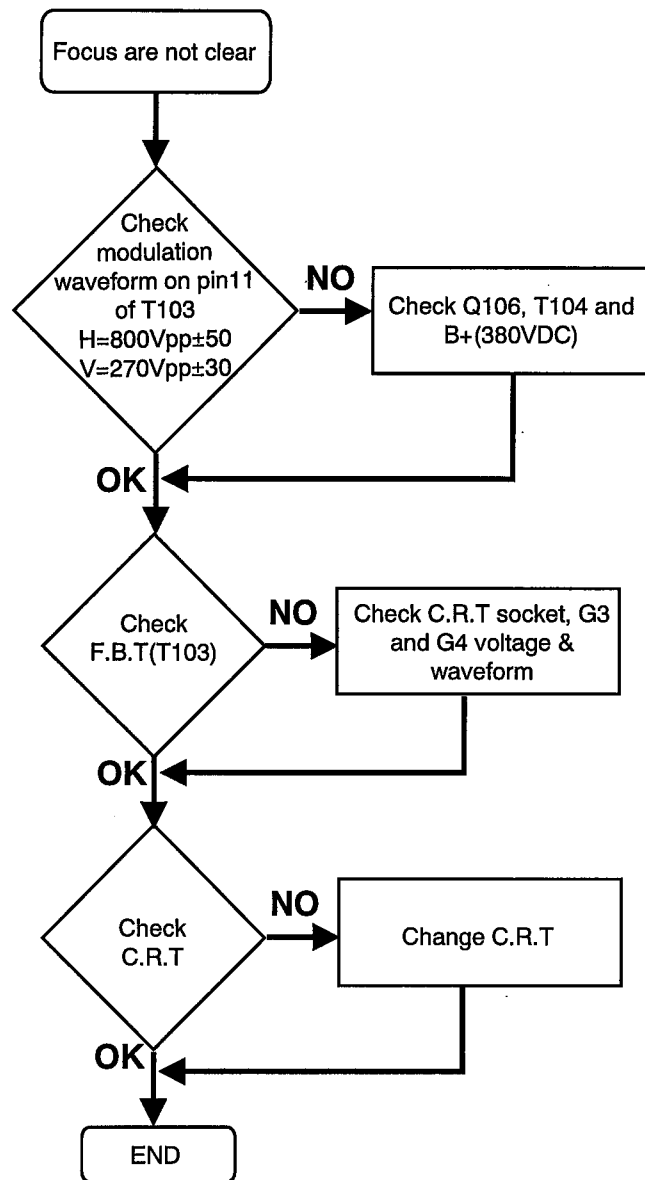 Focus are not clear
Check
modulation
waveform on pin11
of T103
H=800Vpp±50
V=270Vpp±30
NO
Check Q106, T104 and
B+(380VDC)
OK
Check
F.B.T(T103)
NO
Check C.R.T socket, G3
and G4 voltage &
waveform
OK
Check
C.R.T
NO
Change C.R.T
OK
END